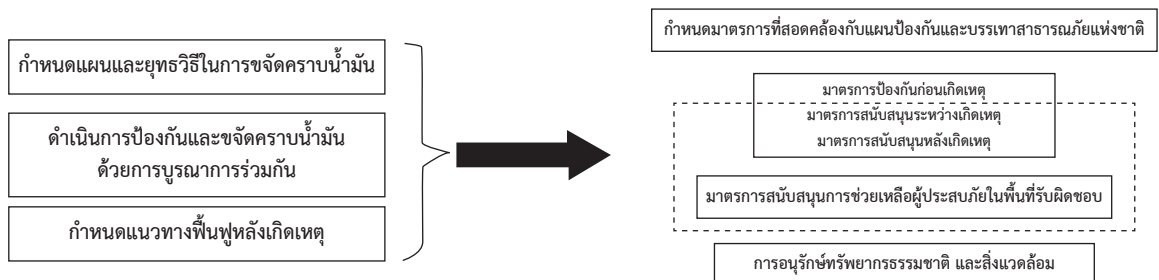 กำหนดแผนและยุทธวิธีในการขจัดคราบน้ำมัน
ดำเนินการป้องกันและขจัดคราบน้ำมัน
ด้วยการบูรณาการร่วมกัน
กำหนดแนวทางฟื้นฟูหลังเกิดเหตุ
กำหนดมาตรการที่สอดคล้องกับแผนป้องกันและบรรเทาสาธารณภัยแห่งชาติ
มาตรการป้องกันก่อนเกิดเหตุ
มาตรการสนับสนุนระหว่างเกิดเหตุ
มาตรการสนับสนุนหลังเกิดเหตุ
มาตรการสนับสนุนการช่วยเหลือผู้ประสบภัยในพื้นที่รับผิดชอบ
การอนุรักษ์ทรัพยากรธรรมชาติ และสิ่งแวดล้อม